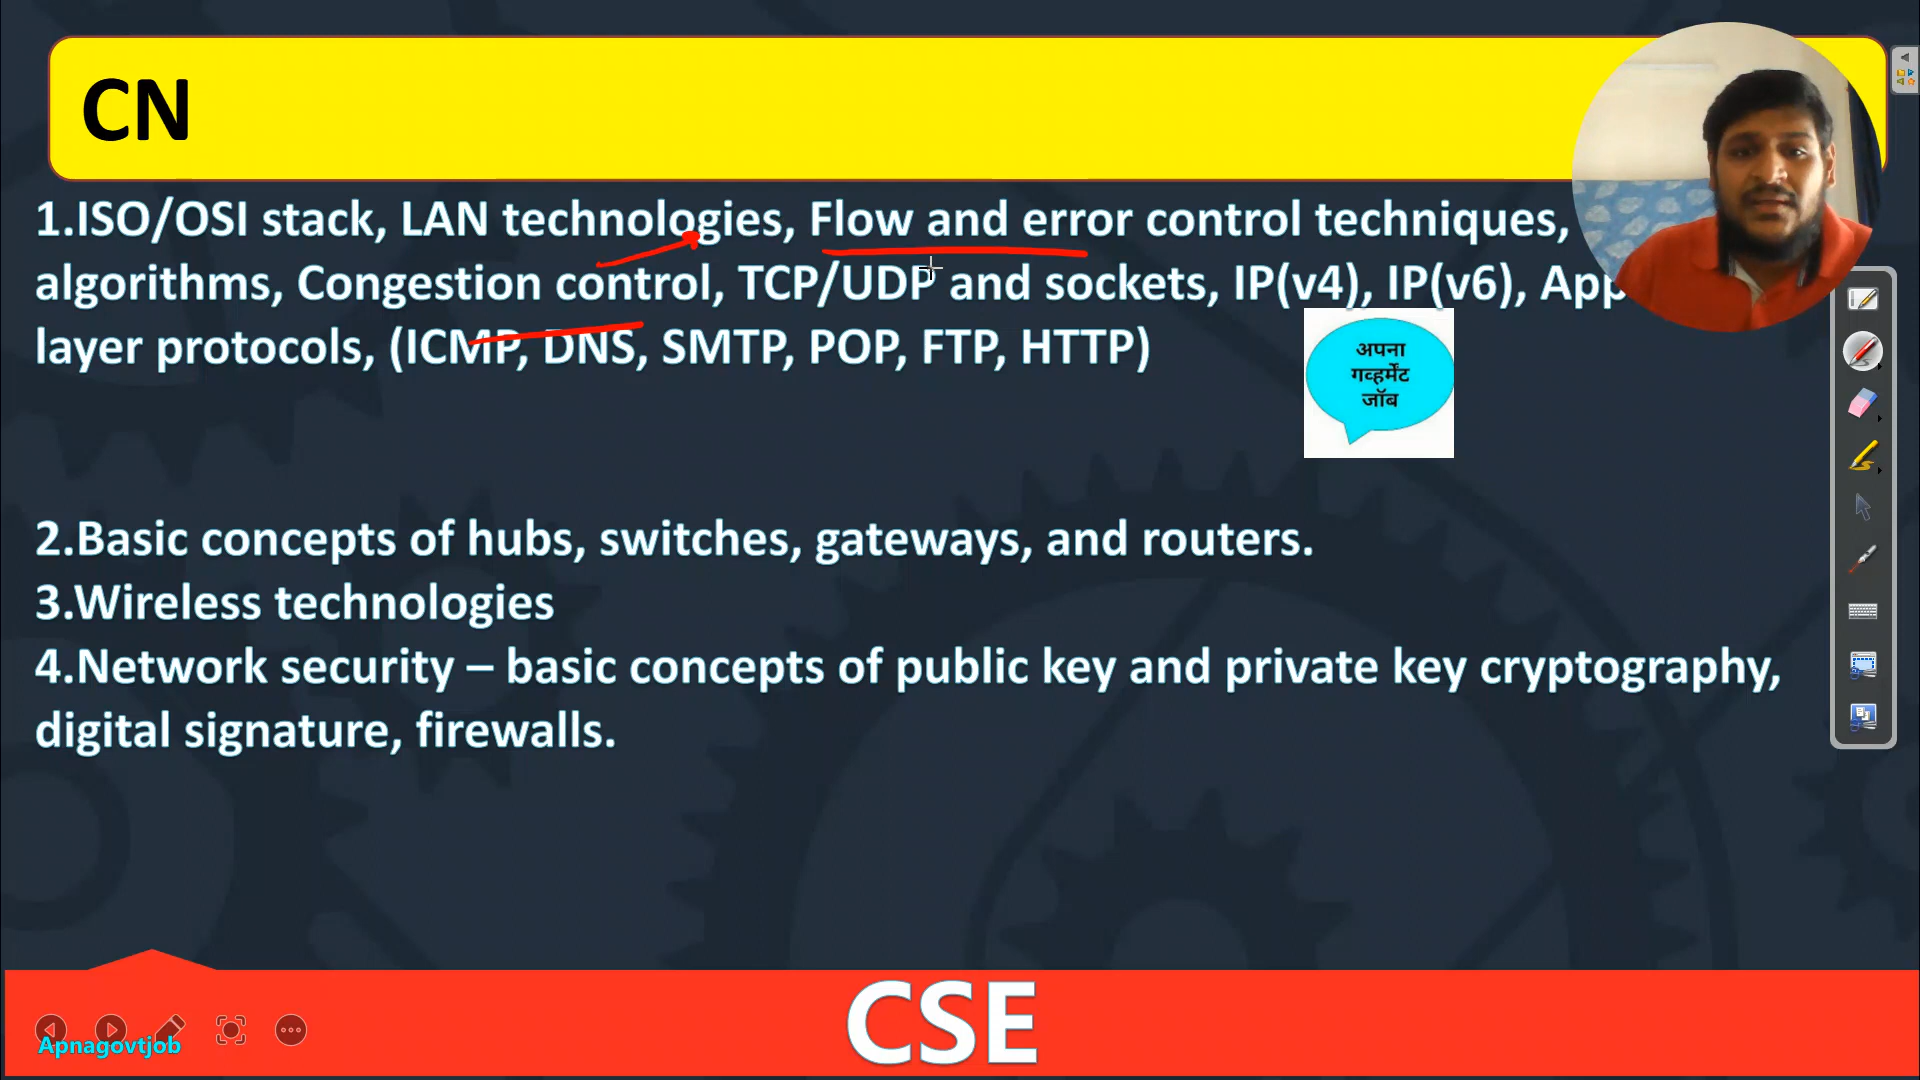 CN
1.ISO/OSI stack, LAN technologies, Flow and error control techniques,
algorithms, Congestion control, TCP/UDP and sockets, IP(v4), IP(v6), App
layer protocols, (ICMP, DNS, SMTP, POP, FTP, HTTP)
अपना
गव्हर्मेंट
जॉब
2.Basic concepts of hubs, switches, gateways, and routers.
3.Wireless technologies
4.Network security – basic concepts of public key and private key cryptography,
digital signature, firewalls.
CSE
Apnagovtjob